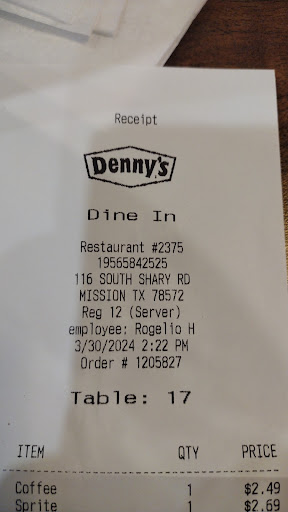 Receipt
Denny's
Dine In
Restaurant #2375
19565842525
116 SOUTH SHARY RD
MISSION TX 78572
Reg 12 (Server)
employee: Rogelio H
3/30/2024 2:22 PM
Order # 1205827
Table: 17
ITEM QTY PRICE
Coffee 1 $2.49
Sprite 1 $2.69